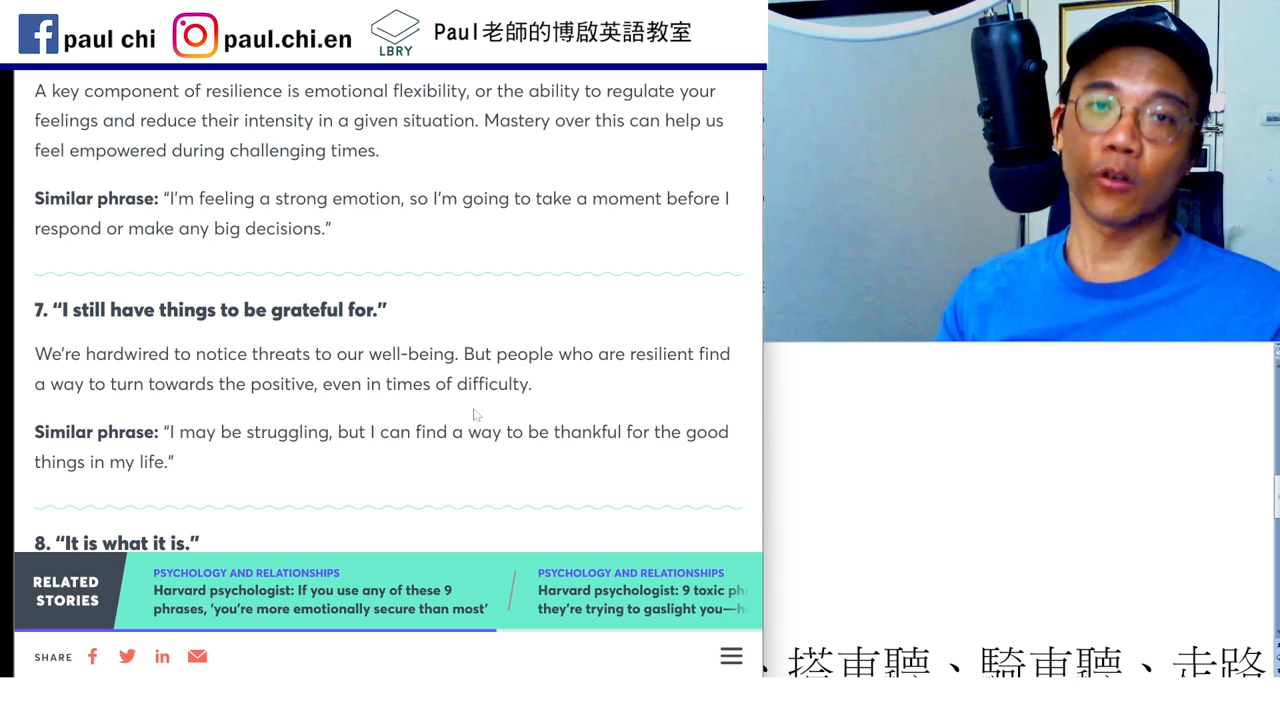 paul chi
paul.chi.en
LBRY
Paul老師的博啟英語教室
A key component of resilience is emotional flexibility, or the ability to regulate your
feelings and reduce their intensity in a given situation. Mastery over this can help us
feel empowered during challenging times.
Similar phrase: “I’m feeling a strong emotion, so I’m going to take a moment before I
respond or make any big decisions.”
7. “I still have things to be grateful for.”
We’re hardwired to notice threats to our well-being. But people who are resilient find
a way to turn towards the positive, even in times of difficulty.
Similar phrase: “I may be struggling, but I can find a way to be thankful for the good
things in my life.”
8. “It is what it is.”
RELATED
STORIES
PSYCHOLOGY AND RELATIONSHIPS
Harvard psychologist: If you use any of these 9
phrases, ‘you’re more emotionally secure than most’
PSYCHOLOGY AND RELATIONSHIPS
Harvard psychologist: 9 toxic
they’re trying to gaslight you—
SHARE
、搭車聽、騎車聽、走路